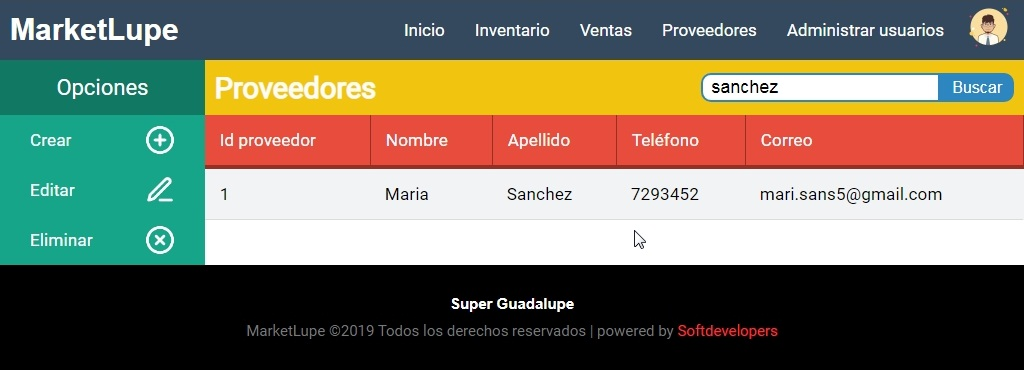 MarketLupe Inicio Inventario Ventas Proveedores Administrar usuarios
Opciones Proveedores sanchez Buscar
Crear Id proveedor Nombre Apellido Teléfono Correo
Editar 1 Maria Sanchez 7293452 mari.sans5@gmail.com
Eliminar
Super Guadalupe
MarketLupe ©2019 Todos los derechos reservados | powered by Softdevelopers